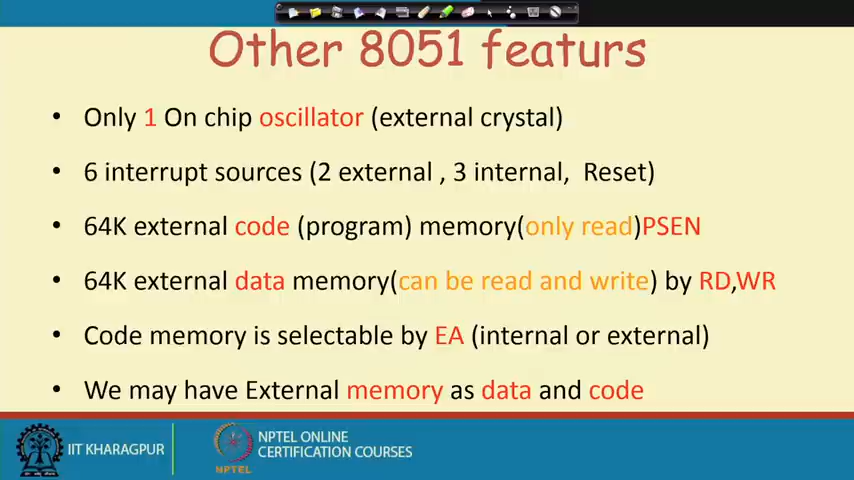 Other 8051 featurs
• Only 1 On chip oscillator (external crystal)
• 6 interrupt sources (2 external , 3 internal, Reset)
• 64K external code (program) memory(only read)PSEN
• 64K external data memory(can be read and write) by RD,WR
• Code memory is selectable by EA (internal or external)
• We may have External memory as data and code
IIT KHARAGPUR
NPTEL
NPTEL ONLINE
CERTIFICATION COURSES